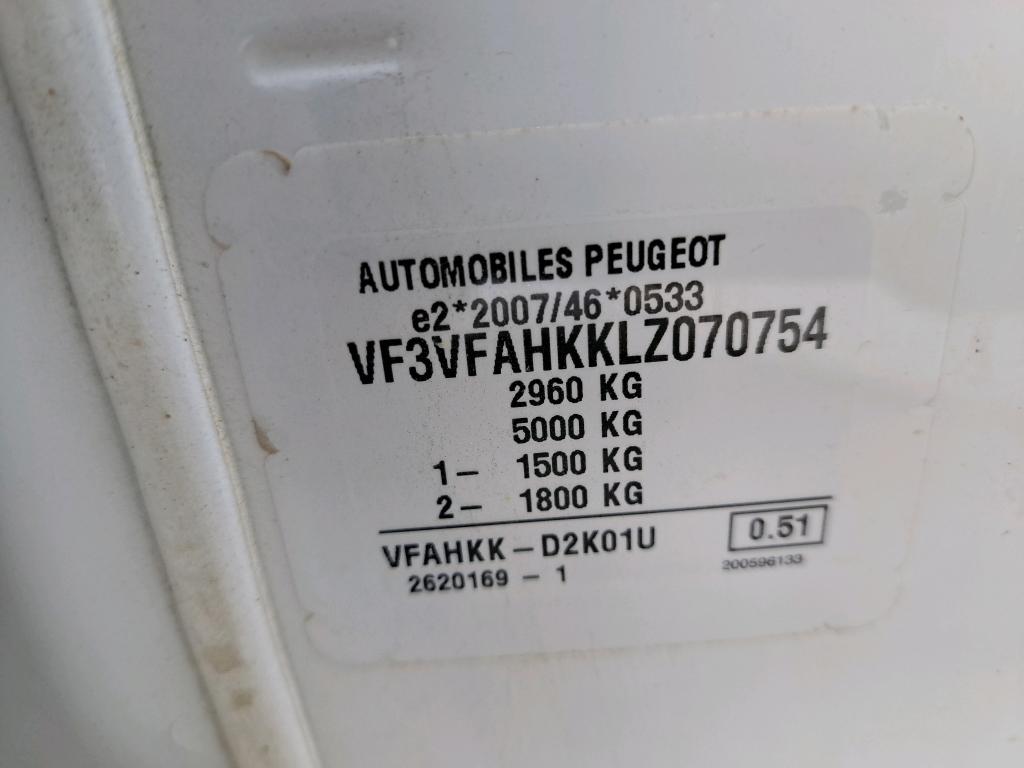 AUTOMOBILES PEUGEOT
e2*2007/46*0533
VF3VFAHKKLZ070754
2960 KG
5000 KG
1- 1500 KG
2- 1800 KG
VFAHKK-D2K01U
0.51
2620169 - 1
200596133